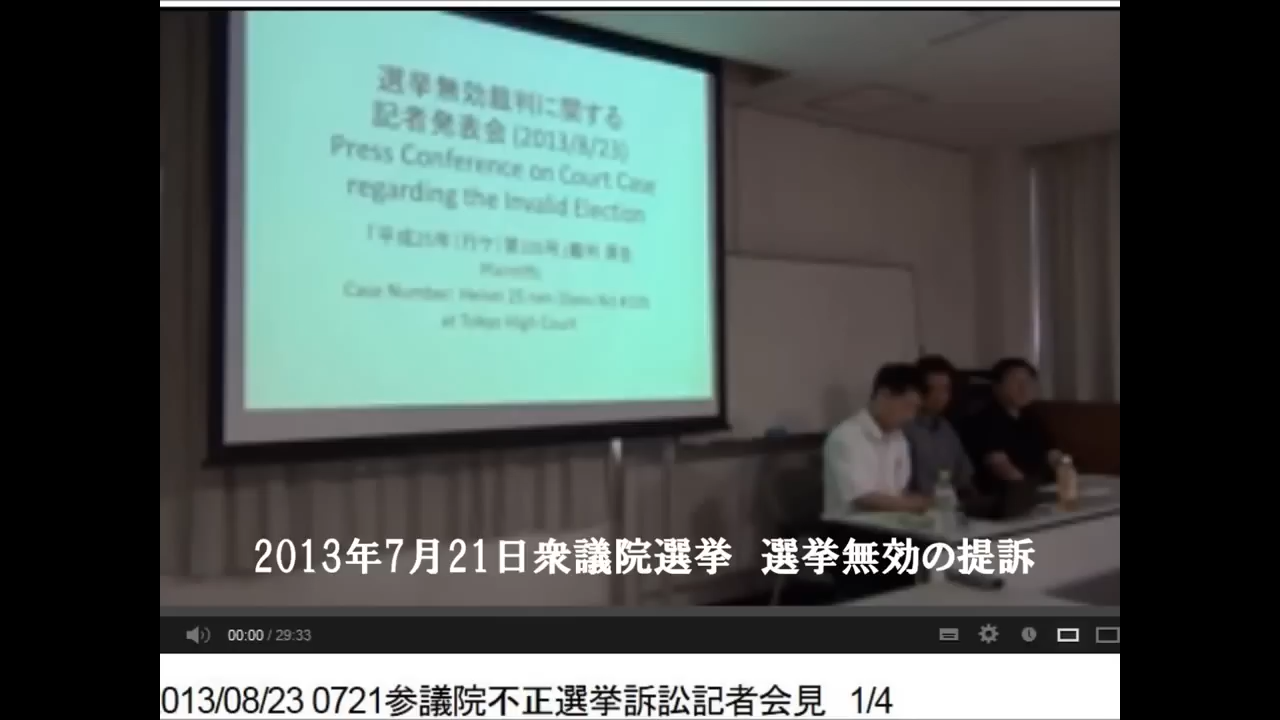 選挙無効裁判に関する
記者発表会 (2013/8/23)
Press Conference on Court Case
regarding the Invalid Election
Plaintiffs
Case Number: Heisei 25
at Tokyo High Court
2013年7月21日衆議院選挙 選挙無効の提訴
00:00 / 29:33
013/08/23 0721参議院不正選挙訴訟記者会見 1/4